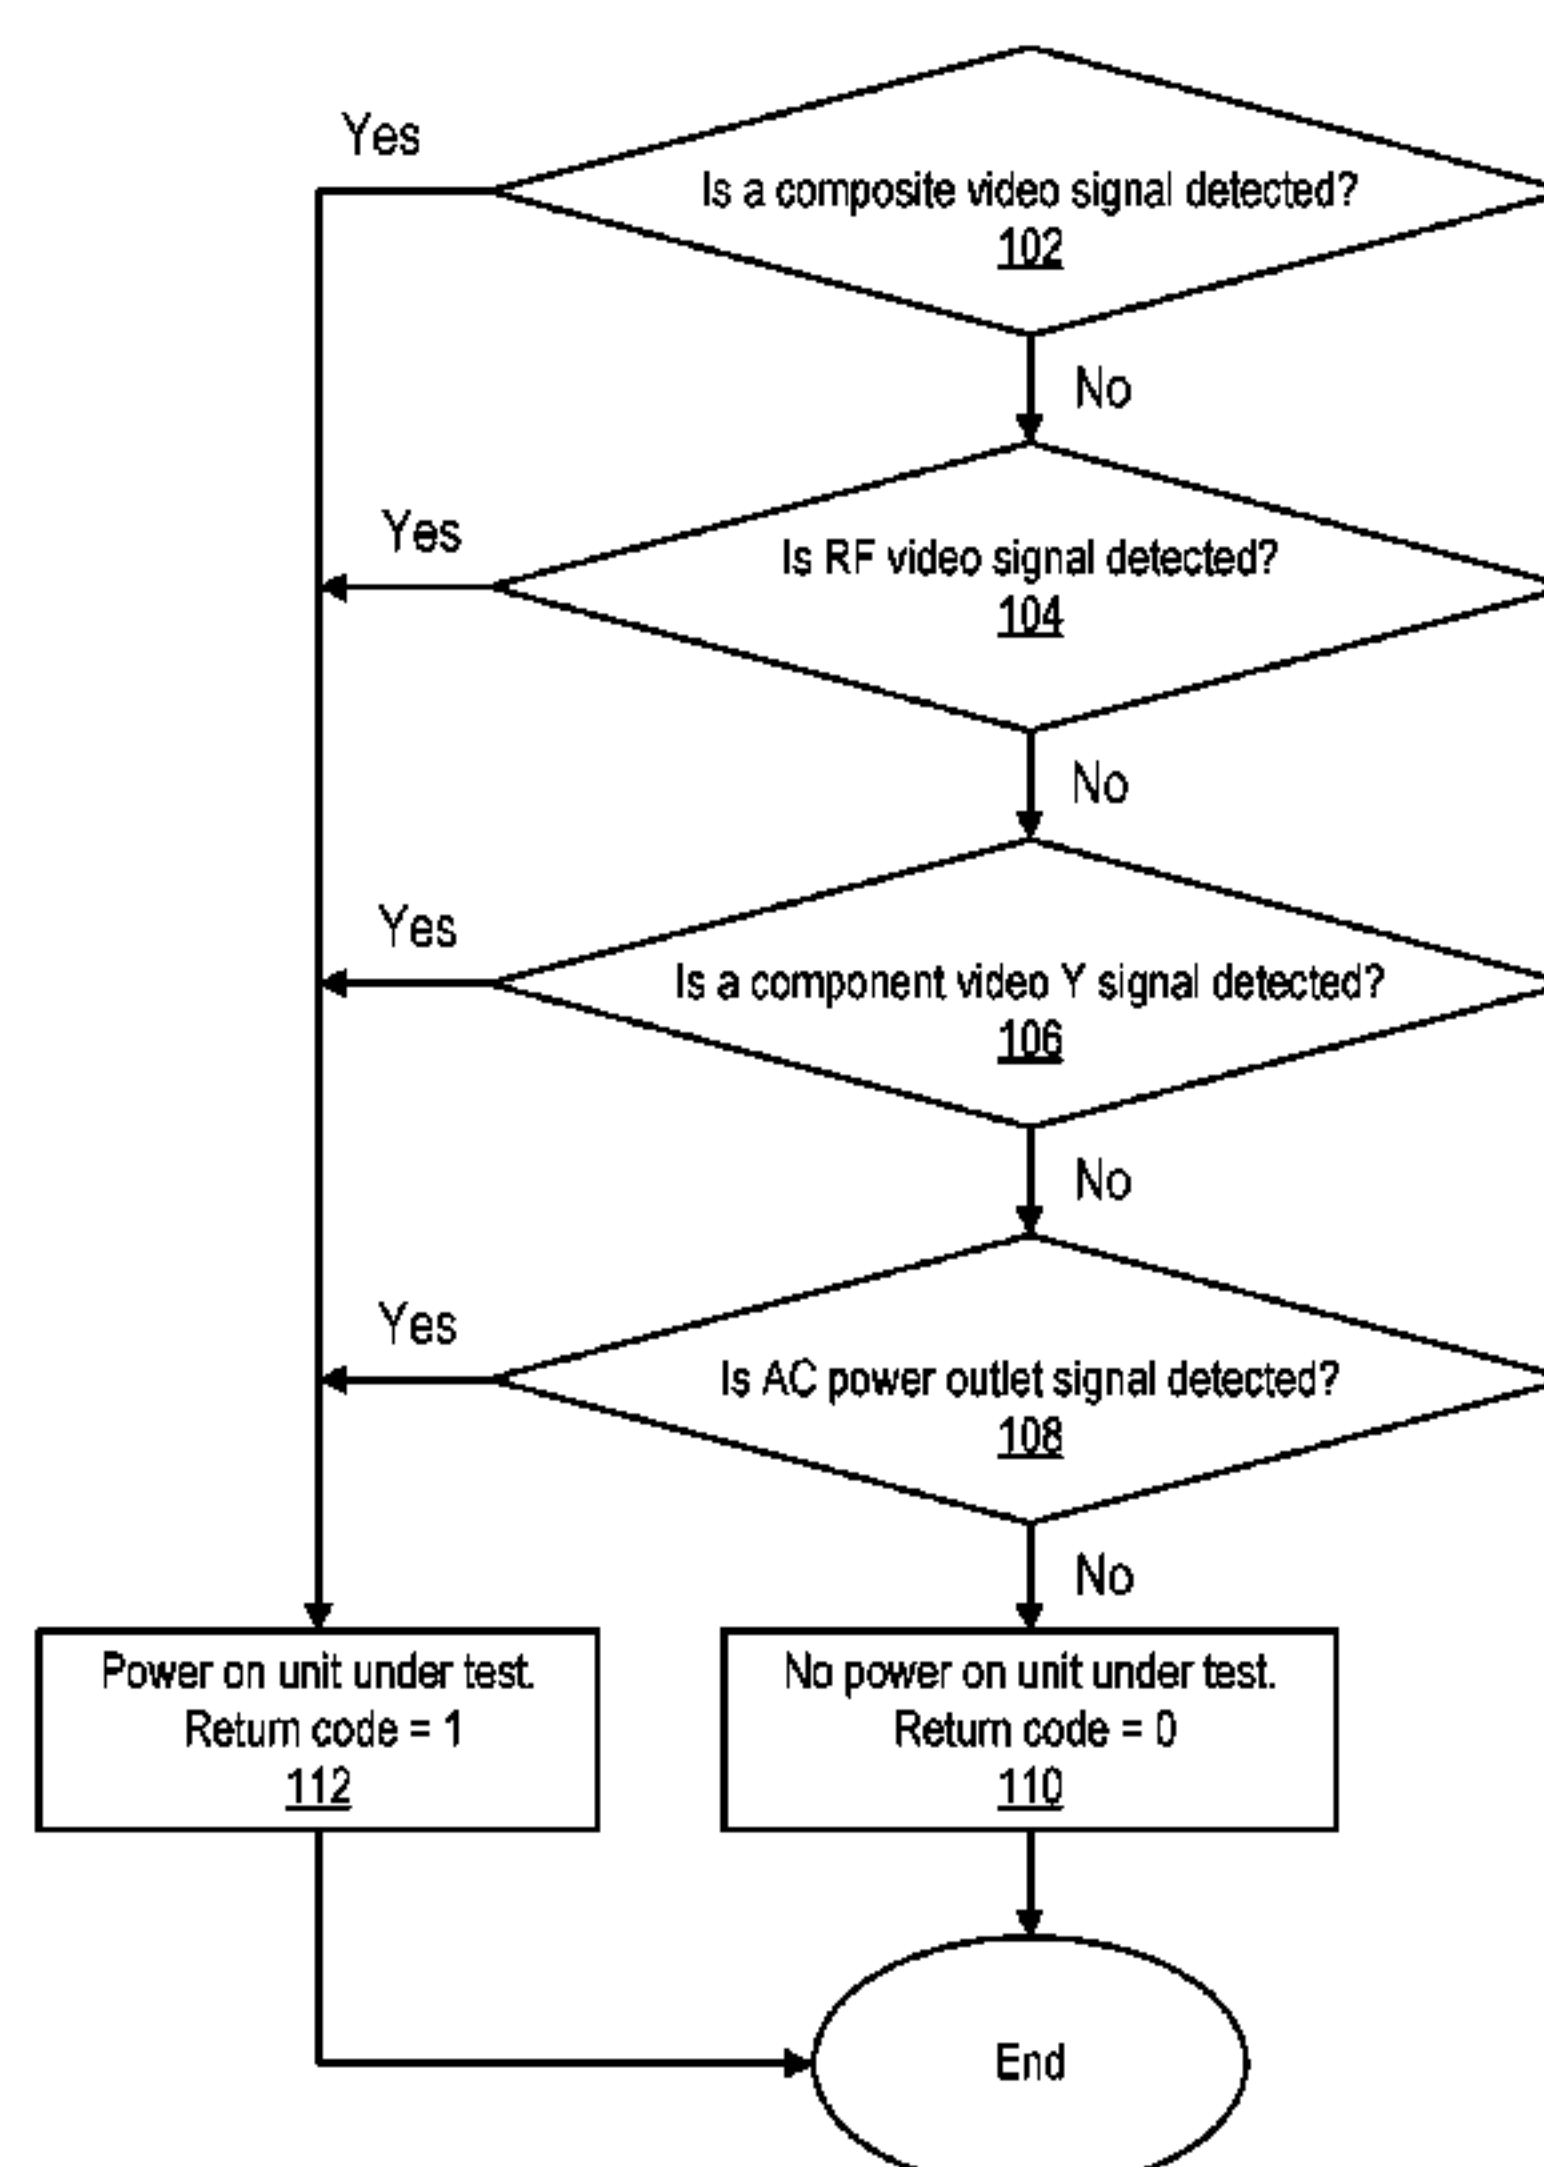 Yes
Is a composite video signal detected?
102
No
Yes
Is RF video signal detected?
104
No
Yes
Is a component video Y signal detected?
106
No
Yes
Is AC power outlet signal detected?
108
No
Power on unit under test.
Return code = 1
112
No power on unit under test.
Return code = 0
110
End